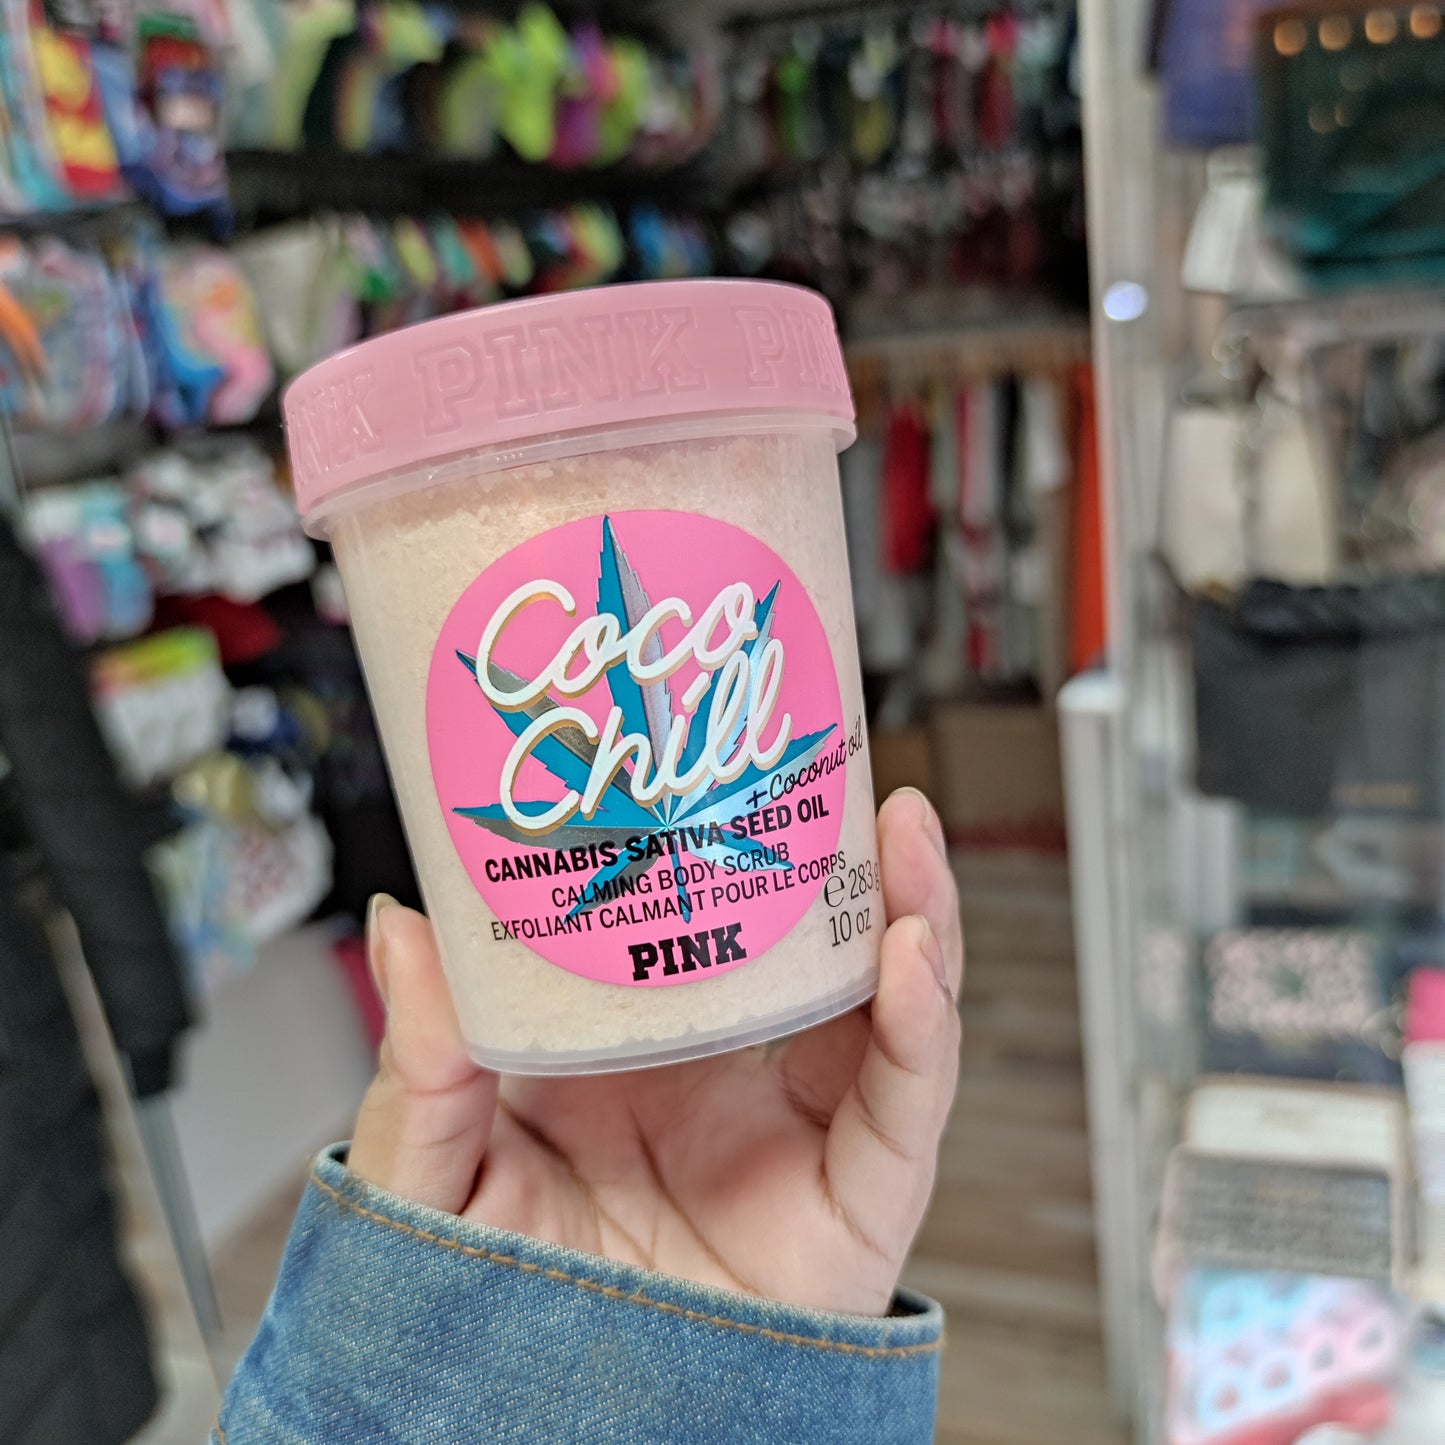 PINK PINK PINK
Coco
Chill
+Coconut oil
CANNABIS SATIVA SEED OIL
CALMING BODY SCRUB
EXFOLIANT CALMANT POUR LE CORPS
℮ 283 g
10 oz
PINK